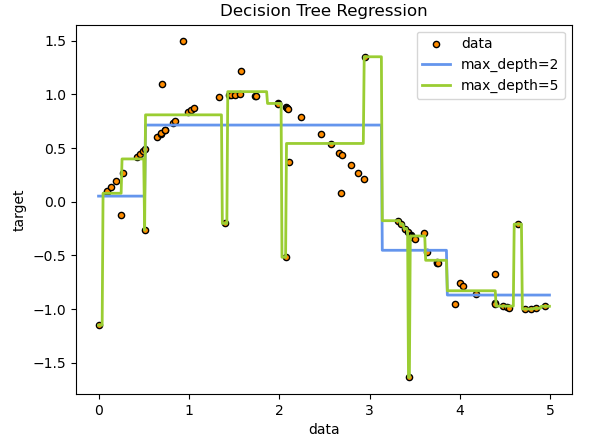 Decision Tree Regression
data
max_depth=2
max_depth=5
target
1.5
1.0
0.5
0.0
−0.5
−1.0
−1.5
0 1 2 3 4 5
data